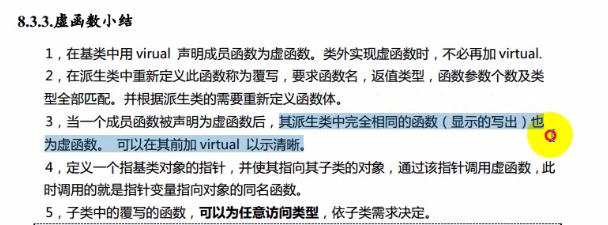 8.3.3.虚函数小结
1，在基类中用 virual 声明成员函数为虚函数。类外实现虚函数时，不必再加 virtual.
2，在派生类中重新定义此函数称为覆写，要求函数名，返值类型，函数参数个数及类
型全部匹配。并根据派生类的需要重新定义函数体。
3，当一个成员函数被声明为虚函数后，其派生类中完全相同的函数（显示的写出）也
为虚函数。 可以在其前加 virtual 以示清晰。
4，定义一个指基类对象的指针，并使其指向其子类的对象，通过该指针调用虚函数，此
时调用的就是指针变量指向对象的同名函数。
5，子类中的覆写的函数，可以为任意访问类型，依子类需求决定。